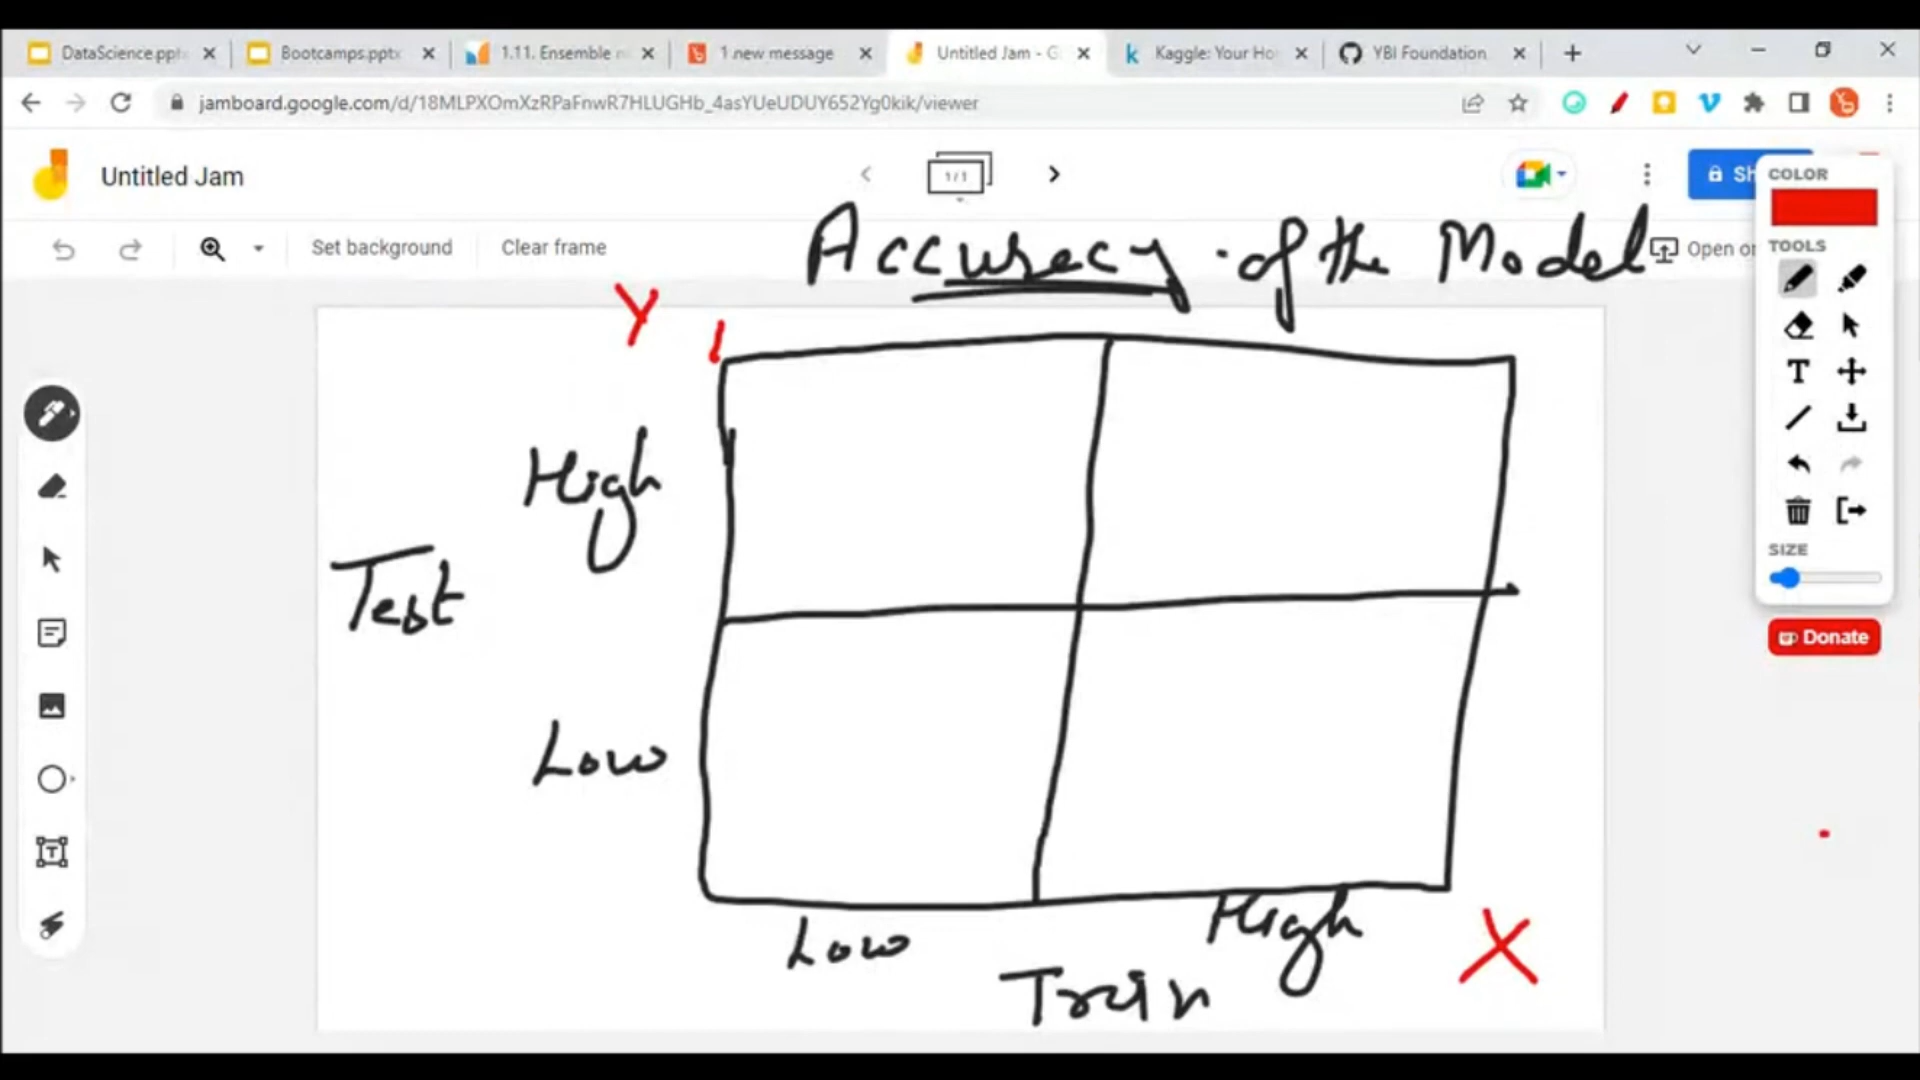 DataScience.pptx
Bootcamps.pptx
1.11. Ensemble
1 new message
Untitled Jam - G
Kaggle: Your Ho
YBI Foundation
jamboard.google.com/d/18MLPXOmXzRPaFnwR7HLUGHb_4asYUeUDUY652Yg0kik/viewer
Untitled Jam
1/1
Sh
COLOR
Set background
Clear frame
Accuracy of the Model
Open on
TOOLS
Y
High
Test
SIZE
Donate
Low
Low
High
X
Train